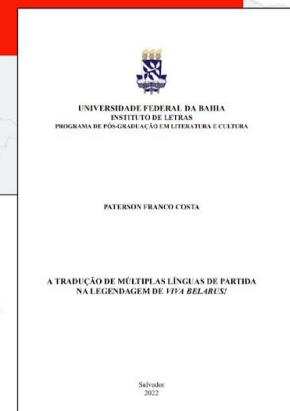 UNIVERSIDADE FEDERAL DA BAHIA
INSTITUTO DE LETRAS
PROGRAMA DE PÓS-GRADUAÇÃO EM LITERATURA E CULTURA
PATERSON FRANCO COSTA
A TRADUÇÃO DE MÚLTIPLAS LÍNGUAS DE PARTIDA
NA LEGENDAGEM DE VIVA BELARUS!
Salvador
2022